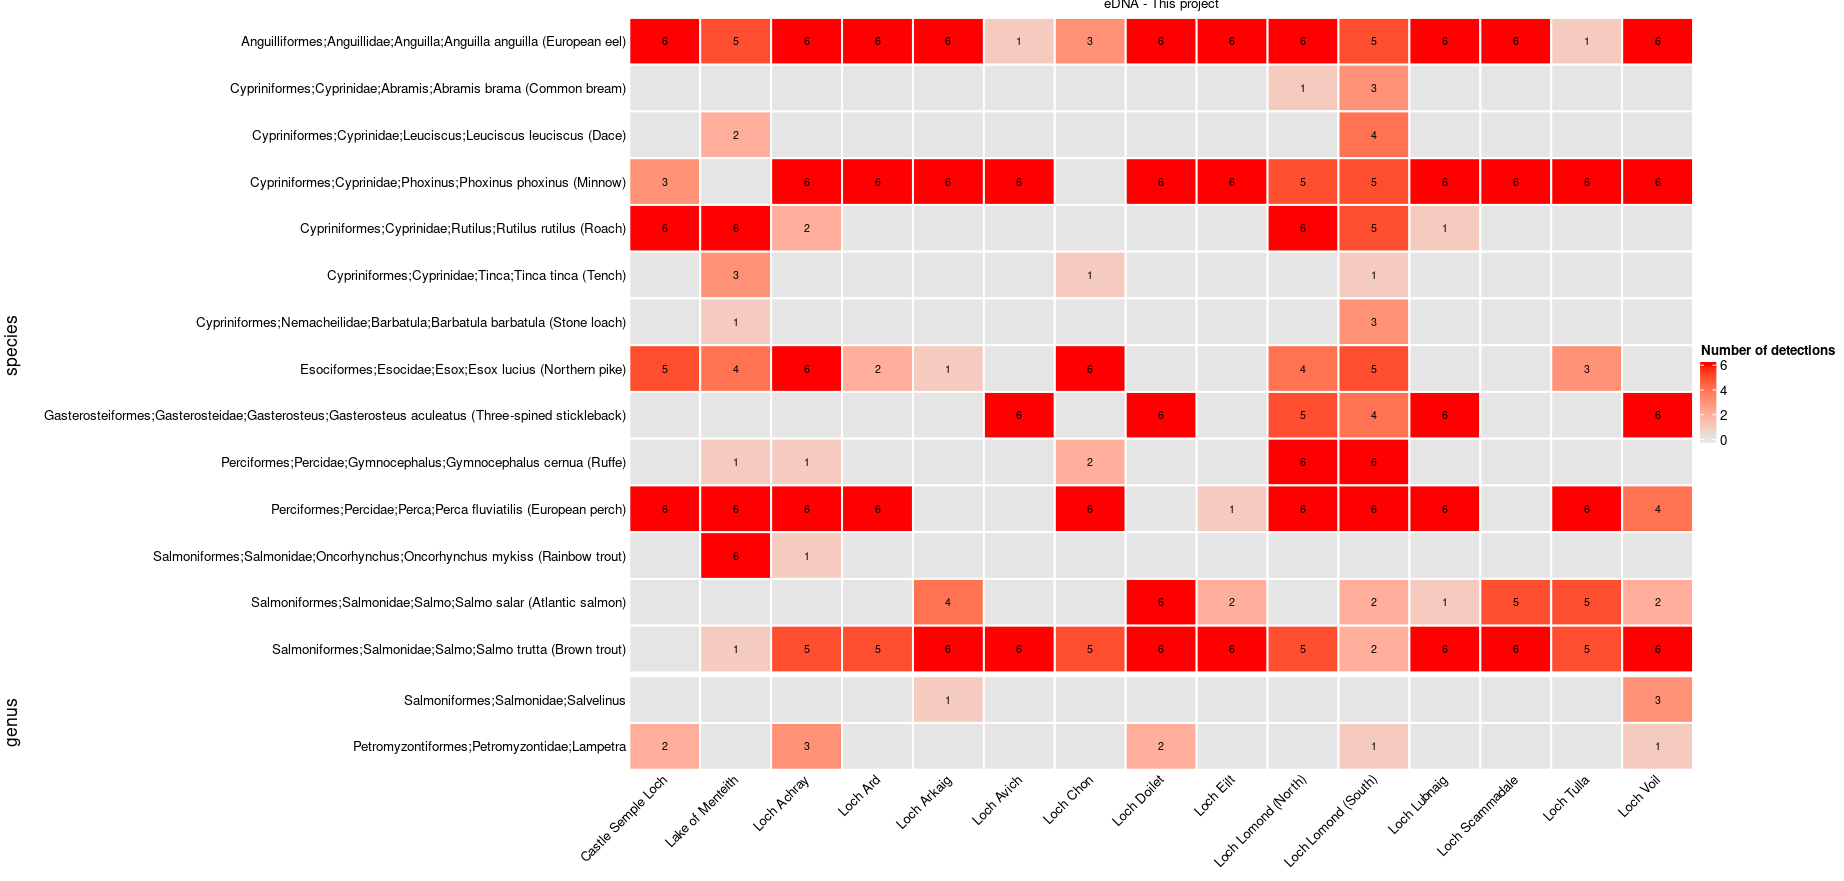 eDNA - This project
Anguilliformes;Anguillidae;Anguilla;Anguilla anguilla (European eel) 6 5 6 6 6 1 3 6 6 6 5 6 6 1 6
Cypriniformes;Cyprinidae;Abramis;Abramis brama (Common bream) 1 3
Cypriniformes;Cyprinidae;Leuciscus;Leuciscus leuciscus (Dace) 2 4
Cypriniformes;Cyprinidae;Phoxinus;Phoxinus phoxinus (Minnow) 3 6 6 6 6 6 6 5 5 6 6 6 6
Cypriniformes;Cyprinidae;Rutilus;Rutilus rutilus (Roach) 6 6 2 6 5 1
Cypriniformes;Cyprinidae;Tinca;Tinca tinca (Tench) 3 1 1
Cypriniformes;Nemacheilidae;Barbatula;Barbatula barbatula (Stone loach) 1 3
species
Esociformes;Esocidae;Esox;Esox lucius (Northern pike) 5 4 6 2 1 6 4 5 3
Gasterosteiformes;Gasterosteidae;Gasterosteus;Gasterosteus aculeatus (Three-spined stickleback) 6 6 5 4 6 6
Perciformes;Percidae;Gymnocephalus;Gymnocephalus cernua (Ruffe) 1 1 2 6 6
Perciformes;Percidae;Perca;Perca fluviatilis (European perch) 6 6 6 6 6 1 6 6 6 6 4
Salmoniformes;Salmonidae;Oncorhynchus;Oncorhynchus mykiss (Rainbow trout) 6 1
Salmoniformes;Salmonidae;Salmo;Salmo salar (Atlantic salmon) 4 6 2 2 1 5 5 2
Salmoniformes;Salmonidae;Salmo;Salmo trutta (Brown trout) 1 5 5 6 6 5 6 6 5 2 6 6 5 6
genus
Salmoniformes;Salmonidae;Salvelinus 1 3
Petromyzontiformes;Petromyzontidae;Lampetra 2 3 2 1 1
Castle Semple Loch
Lake of Menteith
Loch Achray
Loch Ard
Loch Arkaig
Loch Avich
Loch Chon
Loch Doilet
Loch Eilt
Loch Lomond (North)
Loch Lomond (South)
Loch Lubnaig
Loch Scammadale
Loch Tulla
Loch Voil
Number of detections
6
4
2
0